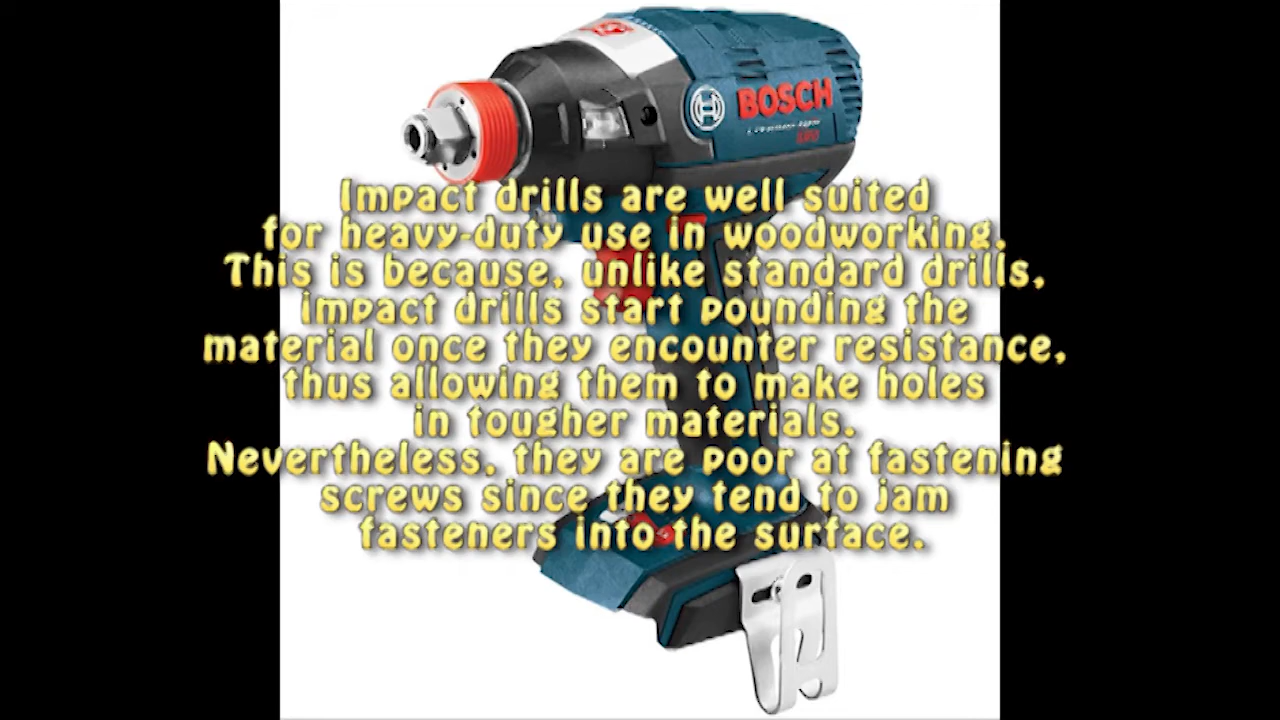 BOSCH
Impact drills are well suited
for heavy-duty use in woodworking.
This is because, unlike standard drills,
impact drills start pounding the
material once they encounter resistance,
thus allowing them to make holes
in tougher materials.
Nevertheless, they are poor at fastening
screws since they tend to jam
fasteners into the surface.